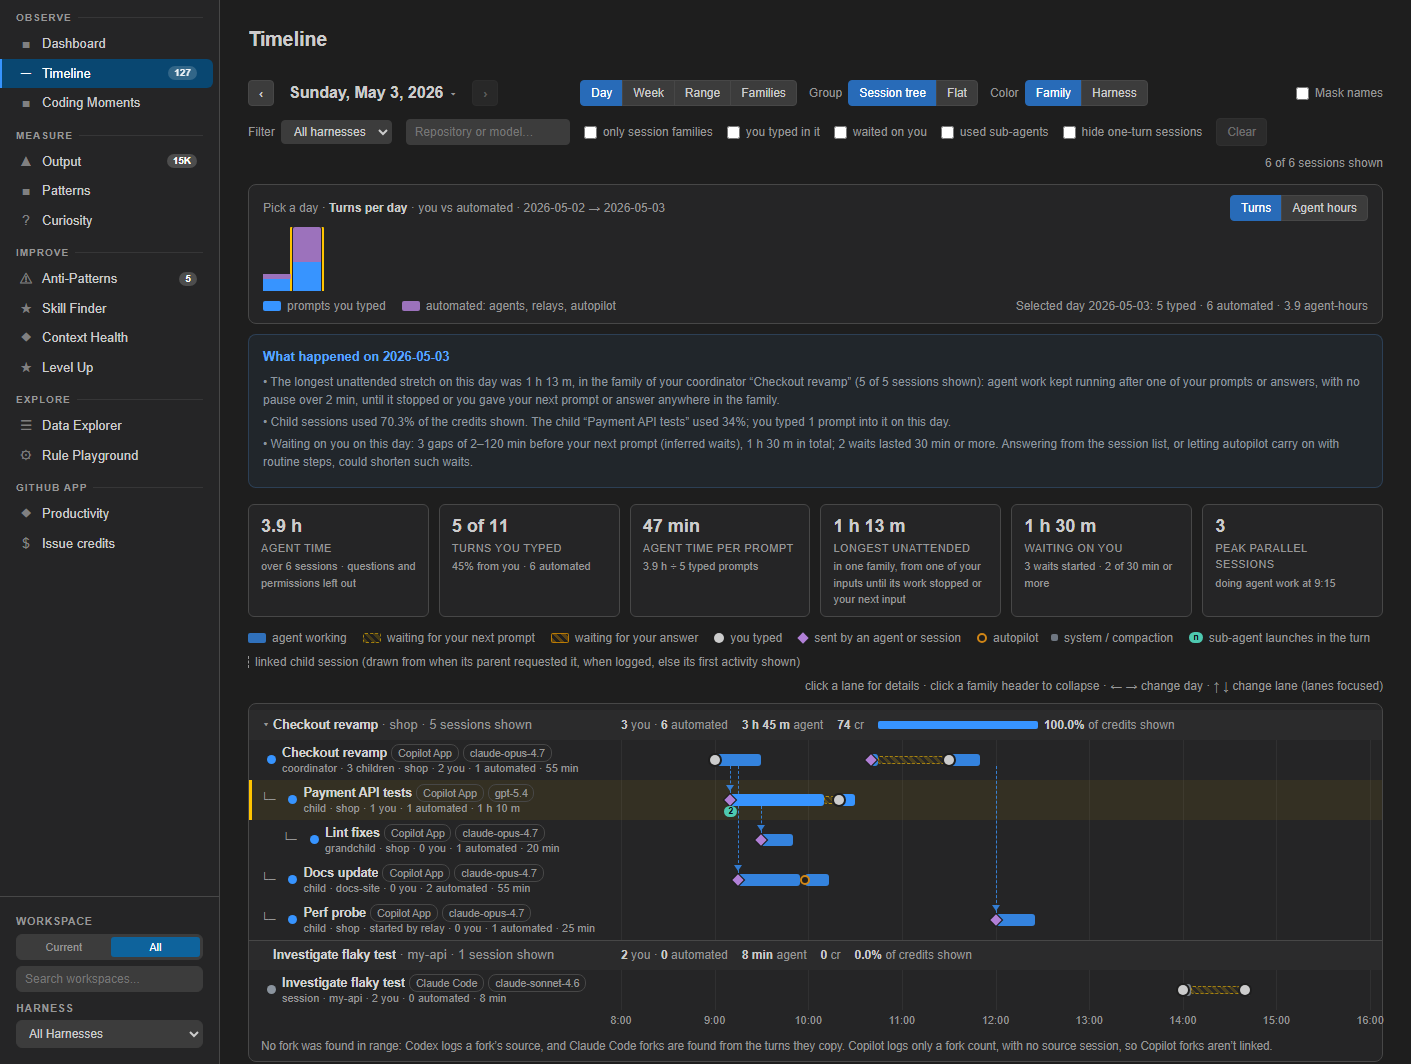 OBSERVE
Dashboard
Timeline 127
Coding Moments
MEASURE
Output 15K
Patterns
? Curiosity
IMPROVE
Anti-Patterns 5
Skill Finder
Context Health
Level Up
EXPLORE
Data Explorer
Rule Playground
GITHUB APP
Productivity
$ Issue credits
WORKSPACE
Current All
Search workspaces...
HARNESS
All Harnesses
Timeline
‹ Sunday, May 3, 2026 ›
Day Week Range Families Group Session tree Flat Color Family Harness Mask names
Filter All harnesses Repository or model... only session families you typed in it waited on you used sub-agents hide one-turn sessions Clear
6 of 6 sessions shown
Pick a day · Turns per day · you vs automated · 2026-05-02 → 2026-05-03 Turns Agent hours
prompts you typed automated: agents, relays, autopilot Selected day 2026-05-03: 5 typed · 6 automated · 3.9 agent-hours
What happened on 2026-05-03
• The longest unattended stretch on this day was 1 h 13 m, in the family of your coordinator “Checkout revamp” (5 of 5 sessions shown): agent work kept running after one of your prompts or answers, with no
pause over 2 min, until it stopped or you gave your next prompt or answer anywhere in the family.
• Child sessions used 70.3% of the credits shown. The child “Payment API tests” used 34%; you typed 1 prompt into it on this day.
• Waiting on you on this day: 3 gaps of 2–120 min before your next prompt (inferred waits), 1 h 30 m in total; 2 waits lasted 30 min or more. Answering from the session list, or letting autopilot carry on with
routine steps, could shorten such waits.
3.9 h
AGENT TIME
over 6 sessions · questions and
permissions left out
5 of 11
TURNS YOU TYPED
45% from you · 6 automated
47 min
AGENT TIME PER PROMPT
3.9 h ÷ 5 typed prompts
1 h 13 m
LONGEST UNATTENDED
in one family, from one of your
inputs until its work stopped or
your next input
1 h 30 m
WAITING ON YOU
3 waits started · 2 of 30 min or
more
3
PEAK PARALLEL
SESSIONS
doing agent work at 9:15
agent working waiting for your next prompt waiting for your answer you typed sent by an agent or session autopilot system / compaction n sub-agent launches in the turn
linked child session (drawn from when its parent requested it, when logged, else its first activity shown)
click a lane for details · click a family header to collapse · ← → change day · ↑ ↓ change lane (lanes focused)
Checkout revamp · shop · 5 sessions shown 3 you · 6 automated 3 h 45 m agent 74 cr 100.0% of credits shown
Checkout revamp Copilot App claude-opus-4.7
coordinator · 3 children · shop · 2 you · 1 automated · 55 min
Payment API tests Copilot App gpt-5.4
child · shop · 1 you · 1 automated · 1 h 10 m
2
Lint fixes Copilot App claude-opus-4.7
grandchild · shop · 0 you · 1 automated · 20 min
Docs update Copilot App claude-opus-4.7
child · docs-site · 0 you · 2 automated · 55 min
Perf probe Copilot App claude-opus-4.7
child · shop · started by relay · 0 you · 1 automated · 25 min
Investigate flaky test · my-api · 1 session shown 2 you · 0 automated 8 min agent 0 cr 0.0% of credits shown
Investigate flaky test Claude Code claude-sonnet-4.6
session · my-api · 2 you · 0 automated · 8 min
8:00 9:00 10:00 11:00 12:00 13:00 14:00 15:00 16:00
No fork was found in range: Codex logs a fork's source, and Claude Code forks are found from the turns they copy. Copilot logs only a fork count, with no source session, so Copilot forks aren't linked.